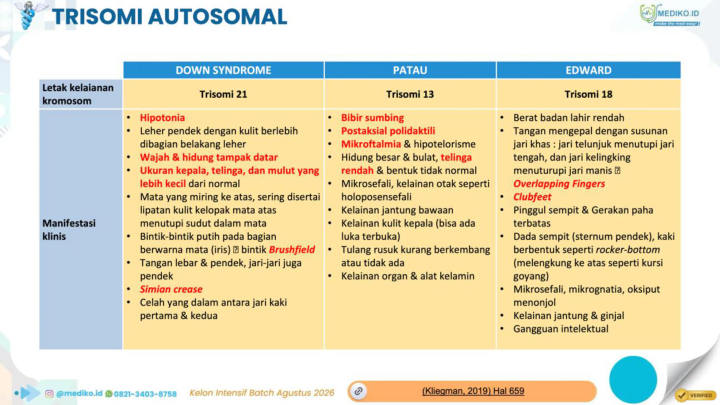 TRISOMI AUTOSOMAL
MEDIKO.ID
DOWN SYNDROME
PATAU
EDWARD
Letak kelaianan
kromosom
Trisomi 21
Trisomi 13
Trisomi 18
Manifestasi
klinis
• Hipotonia
• Leher pendek dengan kulit berlebih
dibagian belakang leher
• Wajah & hidung tampak datar
• Ukuran kepala, telinga, dan mulut yang
lebih kecil dari normal
• Mata yang miring ke atas, sering disertai
lipatan kulit kelopak mata atas
menutupi sudut dalam mata
• Bintik-bintik putih pada bagian
berwarna mata (iris) bintik Brushfield
• Tangan lebar & pendek, jari-jari juga
pendek
• Simian crease
• Celah yang dalam antara jari kaki
pertama & kedua
• Bibir sumbing
• Postaksial polidaktili
• Mikroftalmia & hipotelorisme
• Hidung besar & bulat, telinga
rendah & bentuk tidak normal
• Mikrosefali, kelainan otak seperti
holoposensefali
• Kelainan jantung bawaan
• Kelainan kulit kepala (bisa ada
luka terbuka)
• Tulang rusuk kurang berkembang
atau tidak ada
• Kelainan organ & alat kelamin
• Berat badan lahir rendah
• Tangan mengepal dengan susunan
jari khas : jari telunjuk menutupi jari
tengah, dan jari kelingking
menuturupi jari manis
Overlapping Fingers
• Clubfeet
• Pinggul sempit & Gerakan paha
terbatas
• Dada sempit (sternum pendek), kaki
berbentuk seperti rocker-bottom
(melengkung ke atas seperti kursi
goyang)
• Mikrosefali, mikrognatia, oksiput
menonjol
• Kelainan jantung & ginjal
• Gangguan intelektual
@mediko.id 0821-3403-8758
Kelon Intensif Batch Agustus 2026
(Kliegman, 2019) Hal 659
VERIFIED